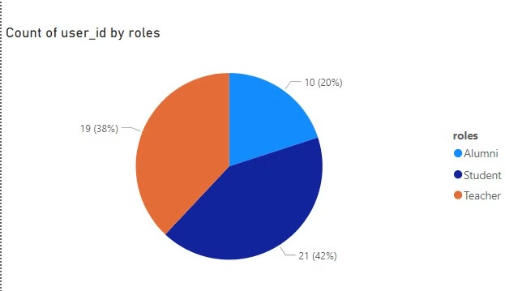 Count of user_id by roles
10 (20%)
19 (38%)
21 (42%)
roles
Alumni
Student
Teacher